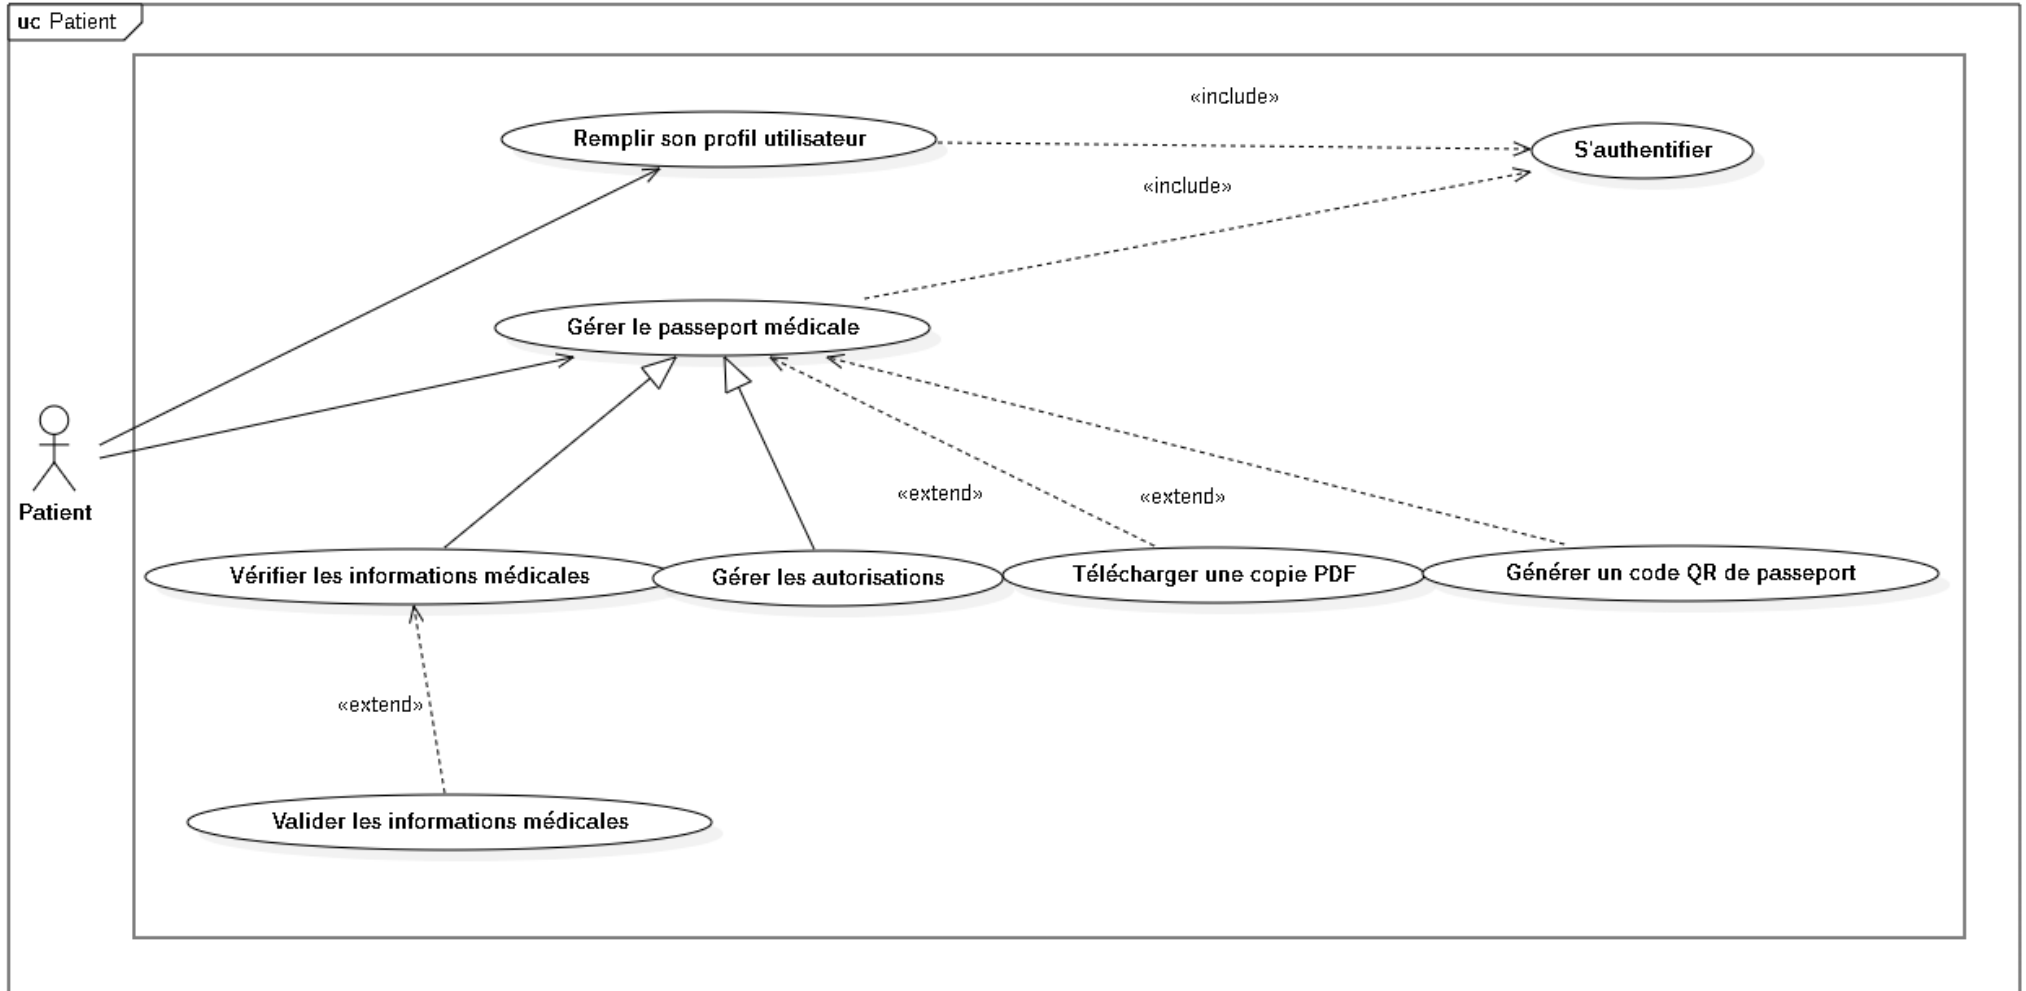 uc Patient
«include»
Remplir son profil utilisateur
S'authentifier
«include»
Gérer le passeport médicale
Patient
«extend»
«extend»
Vérifier les informations médicales
Gérer les autorisations
Télécharger une copie PDF
Générer un code QR de passeport
«extend»
Valider les informations médicales